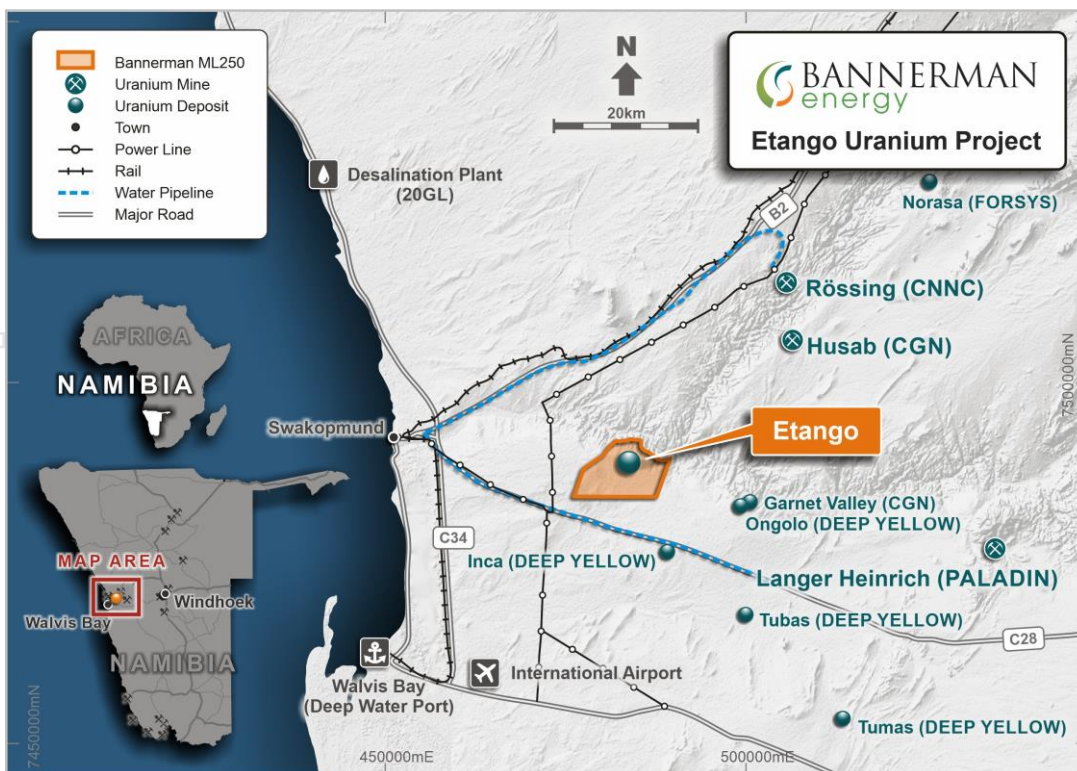 Bannerman ML250
Uranium Mine
Uranium Deposit
Town
Power Line
Rail
Water Pipeline
Major Road
N
20km
BANNERMAN
energy
Etango Uranium Project
Desalination Plant
(20GL)
B2
Norasa (FORSYS)
Rössing (CNNC)
Husab (CGN)
7500000mN
AFRICA
NAMIBIA
Swakopmund
Etango
Garnet Valley (CGN)
Ongolo (DEEP YELLOW)
C34
Inca (DEEP YELLOW)
Langer Heinrich (PALADIN)
MAP AREA
Windhoek
Walvis Bay
Tubas (DEEP YELLOW)
C28
NAMIBIA
International Airport
Walvis Bay
(Deep Water Port)
Tumas (DEEP YELLOW)
7450000mN
450000mE
500000mE